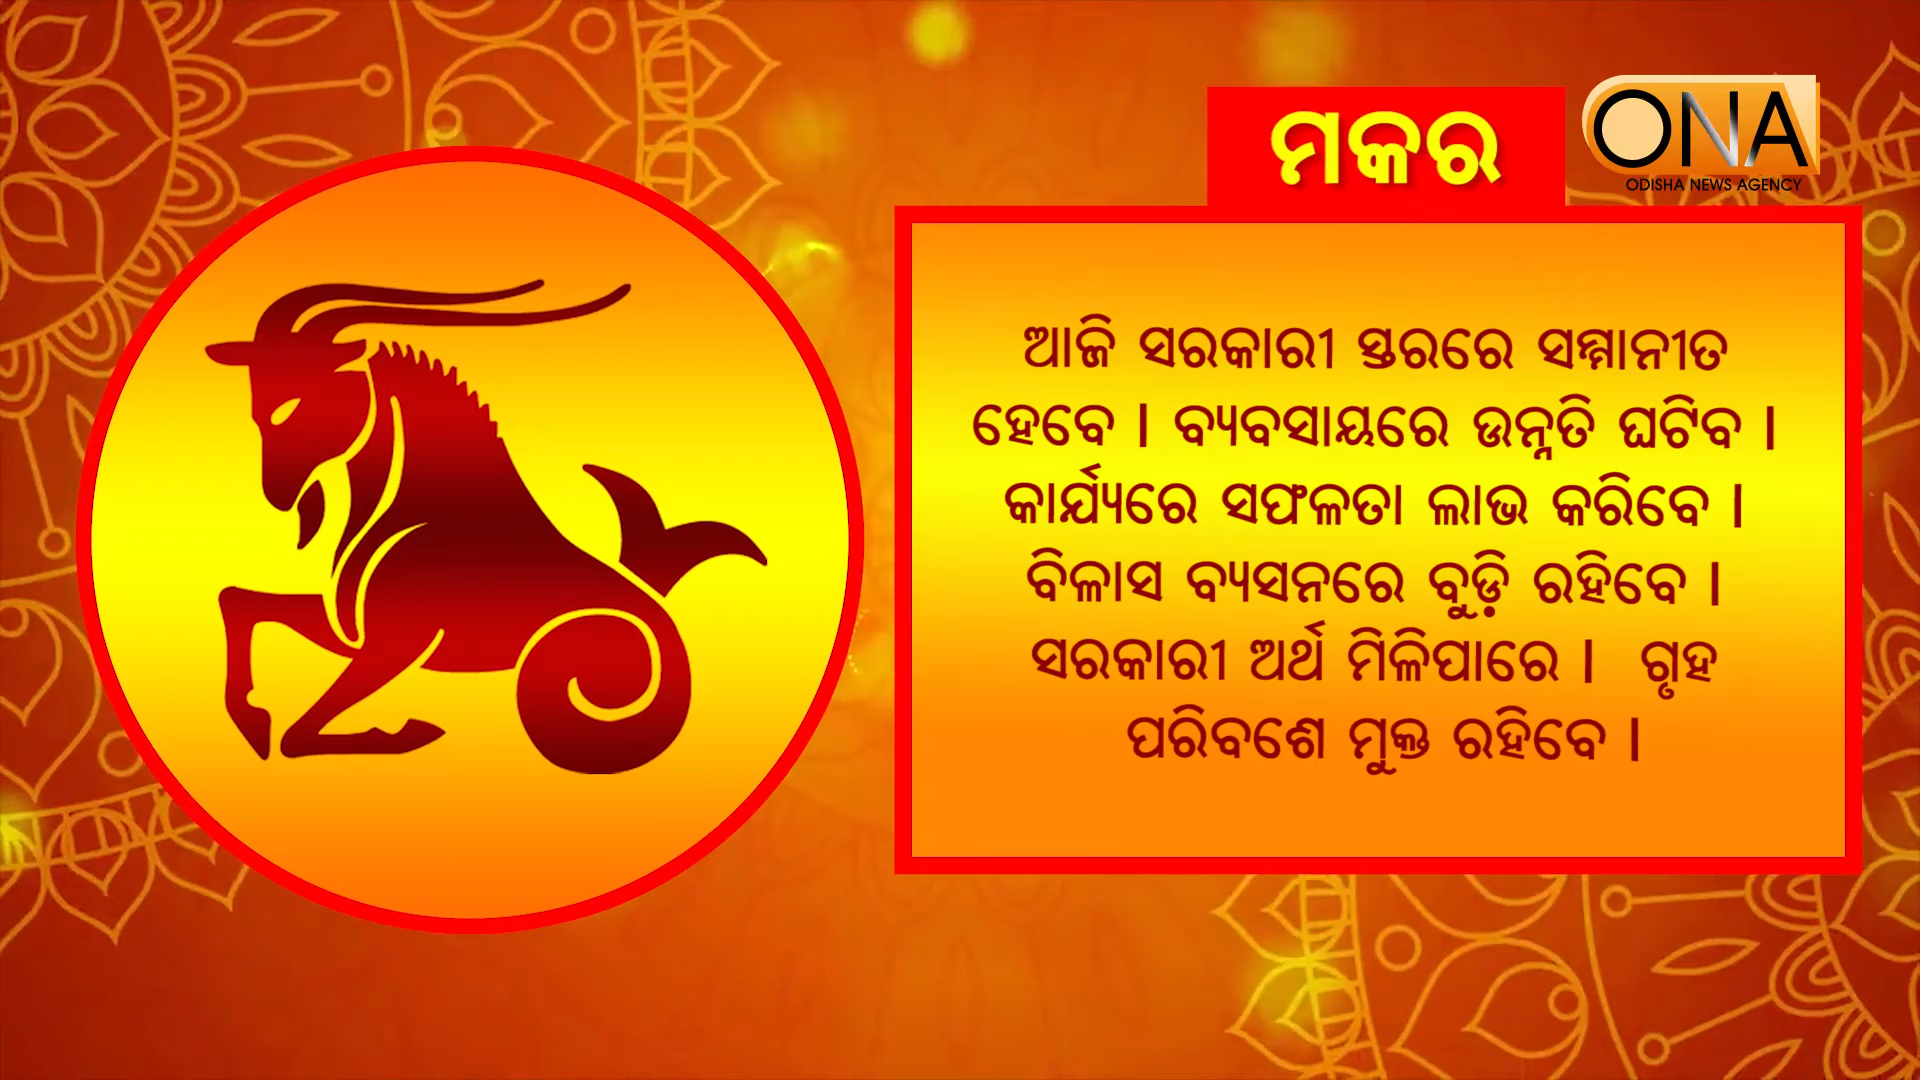 ମକର
ONA
ODISHA NEWS AGENCY
ଆଜି ସରକାରୀ ସ୍ତରରେ ସମ୍ମାନୀତ
ହେବେ । ବ୍ୟବସାୟରେ ଉନ୍ନତି ଘଟିବ ।
କାର୍ଯ୍ୟରେ ସଫଳତା ଲାଭ କରିବେ ।
ବିଳାସ ବ୍ୟସନରେ ବୁଡ଼ି ରହିବେ ।
ସରକାରୀ ଅର୍ଥ ମିଳିପାରେ । ଗୃହ
ପରିବଶେ ମୁକ୍ତ ରହିବେ ।